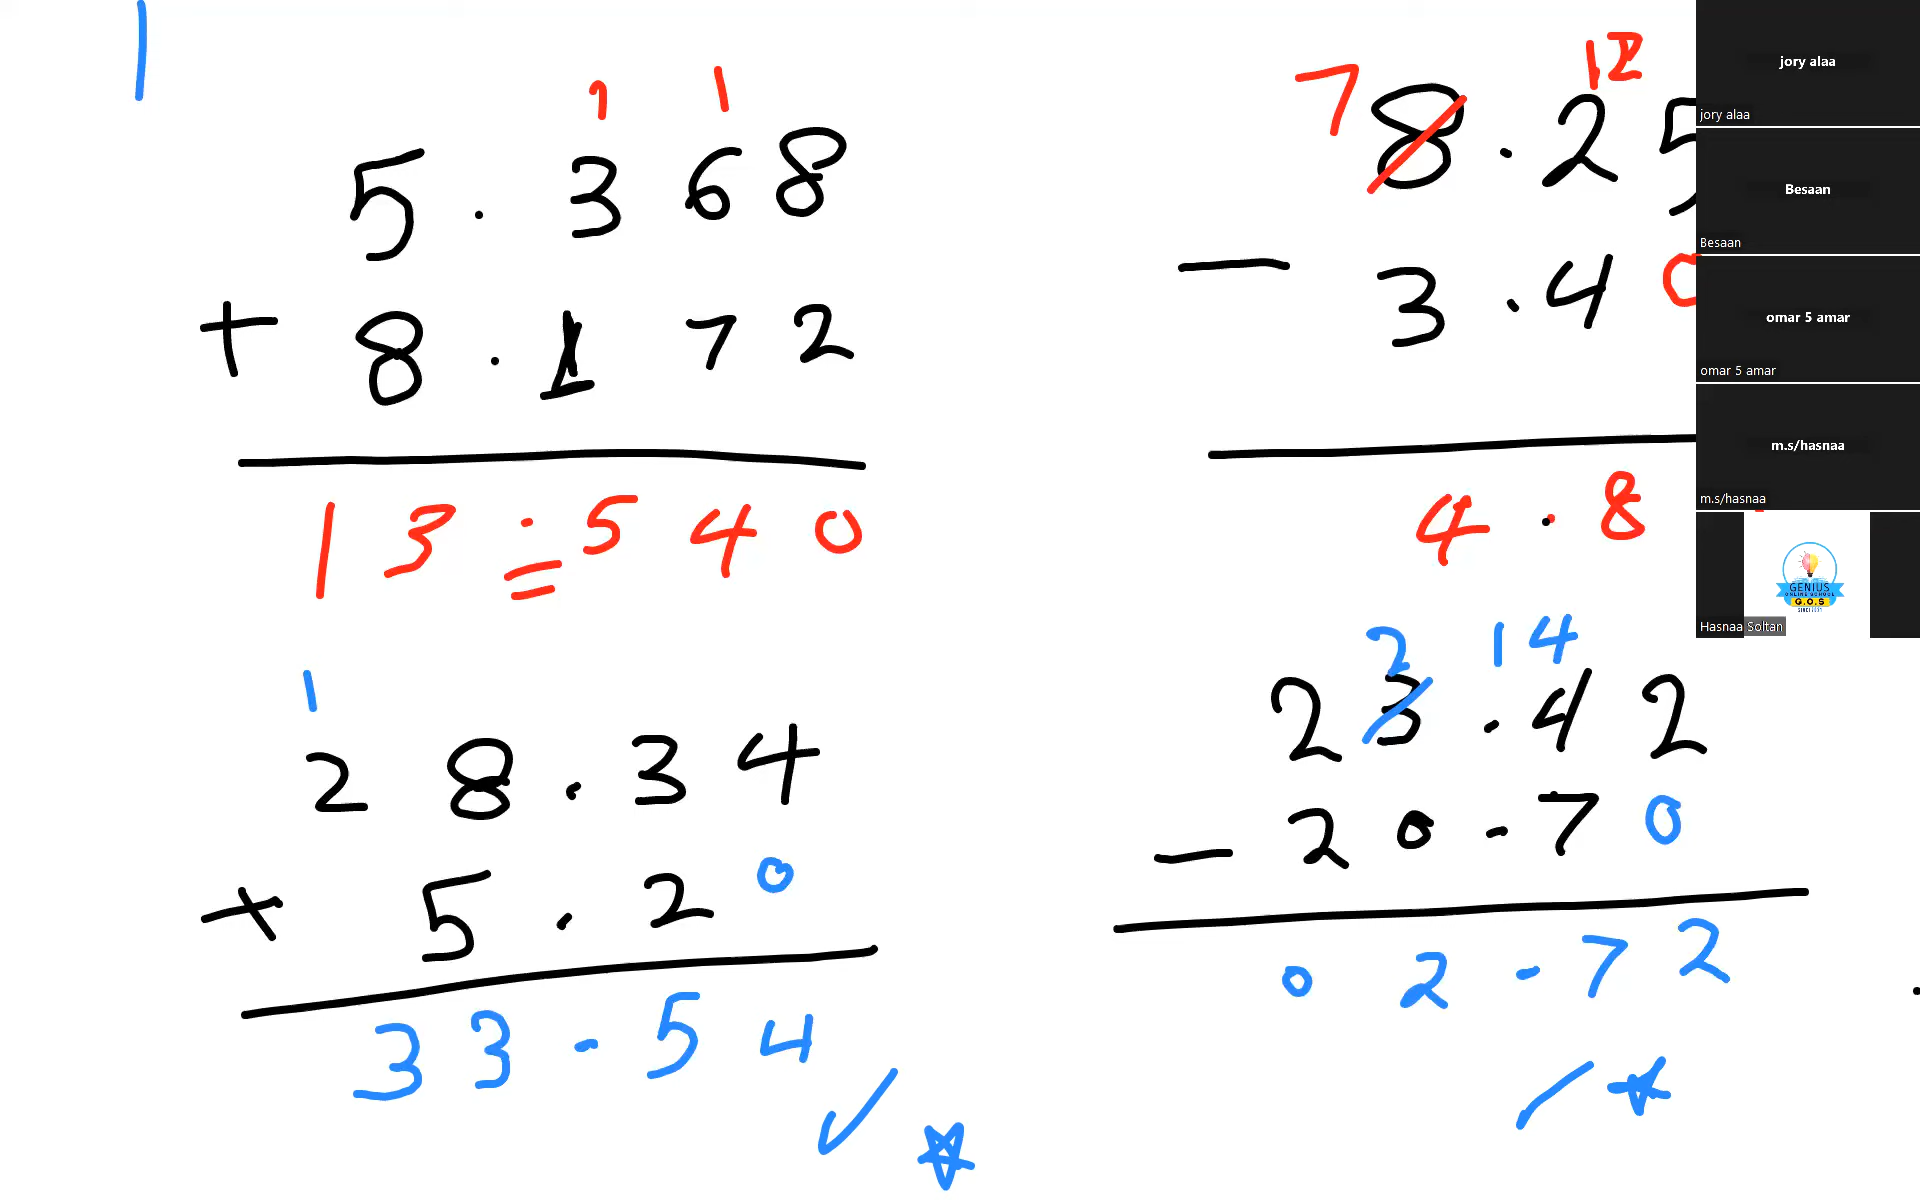 1
1 1
5 . 3 6 8
+ 8 . 1 7 2
1 3 . 5 4 0
7 12
8 . 2 5
- 3 . 4 0
4 . 8
1
2 8 . 3 4
+ 5 . 2 0
3 3 . 5 4
2 14
2 3 . 4 2
- 2 0 . 7 0
0 2 . 7 2
jory alaa
jory alaa
Besaan
Besaan
omar 5 amar
omar 5 amar
m.s/hasnaa
m.s/hasnaa
GENIUS
ONLINE SCHOOL
G.O.S
Hasnaa Soltan